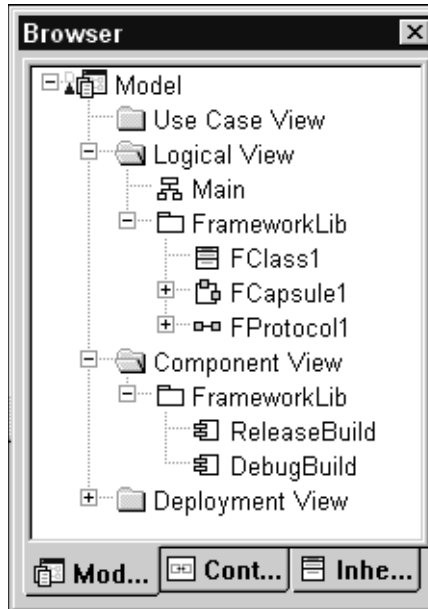 Browser
Model
Use Case View
Logical View
Main
FrameworkLib
FClass1
FCapsule1
FProtocol1
Component View
FrameworkLib
ReleaseBuild
DebugBuild
Deployment View
Mod... Cont... Inhe...